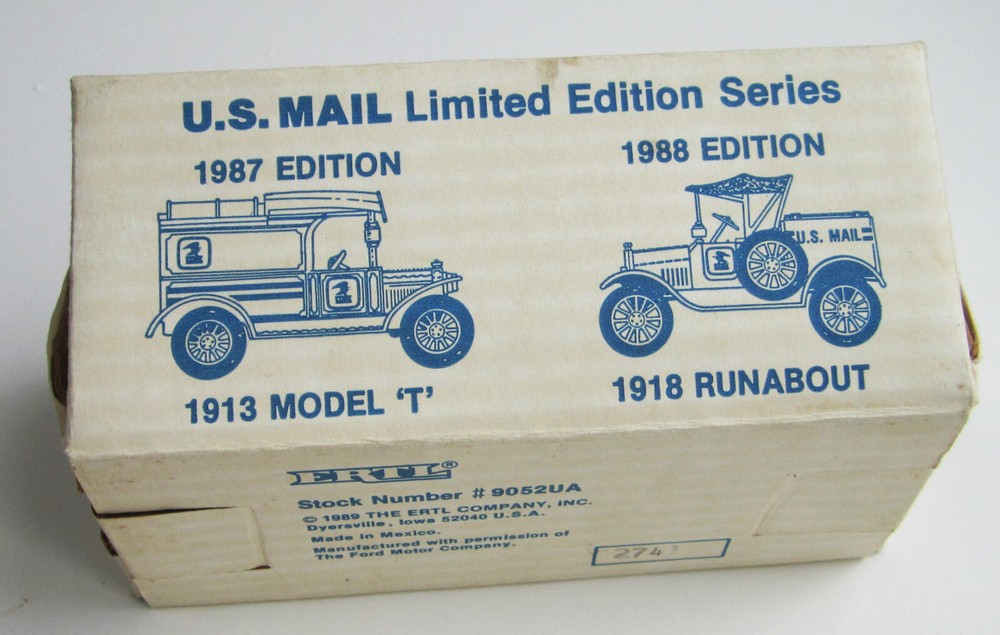 U.S. MAIL Limited Edition Series
1987 EDITION
1988 EDITION
U.S. MAIL
1913 MODEL ‘T’
1918 RUNABOUT
ERTL®
Stock Number # 9052UA
© 1989 THE ERTL COMPANY, INC.
Dyersville, Iowa 52040 U.S.A.
Made in Mexico.
Manufactured with permission of
The Ford Motor Company.